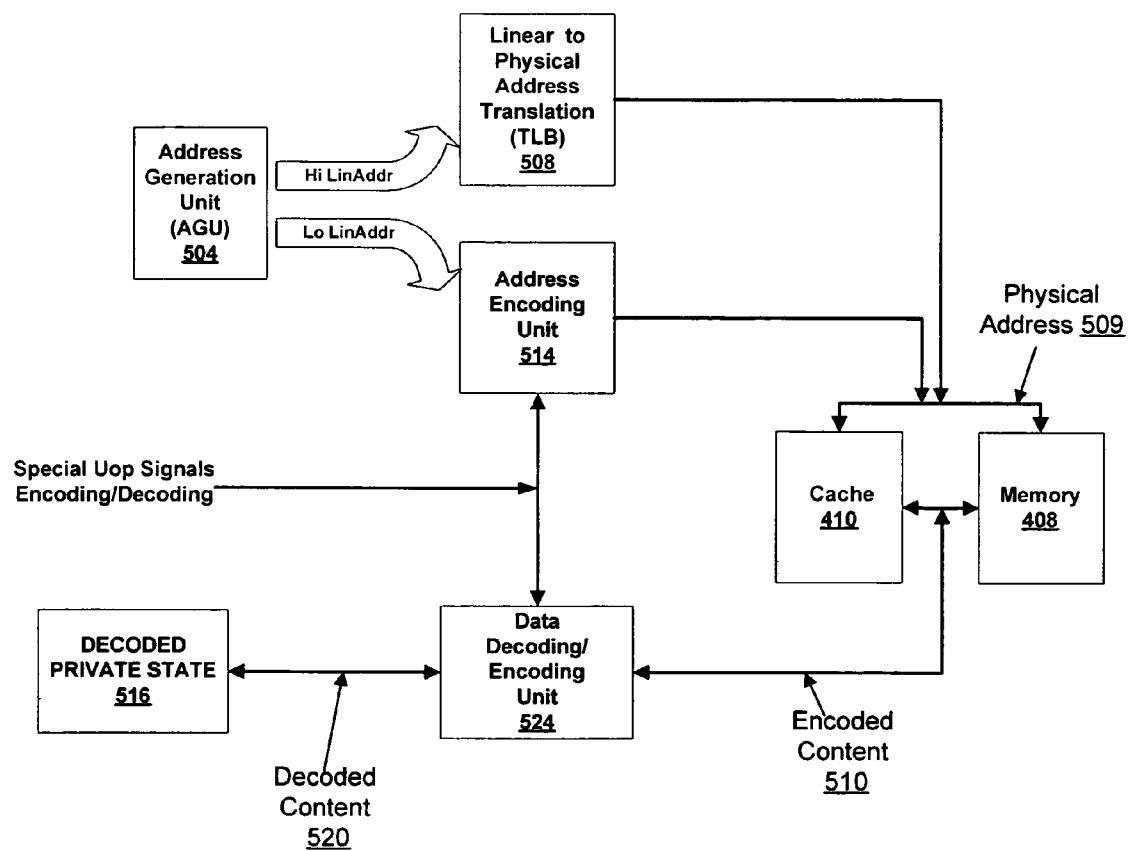 Linear to
Physical
Address
Translation
(TLB)
508
Address
Generation
Unit
(AGU)
504
Hi LinAddr
Lo LinAddr
Address
Encoding
Unit
514
Physical
Address 509
Special Uop Signals
Encoding/Decoding
Cache
410
Memory
408
DECODED
PRIVATE STATE
516
Data
Decoding/
Encoding
Unit
524
Decoded
Content
520
Encoded
Content
510